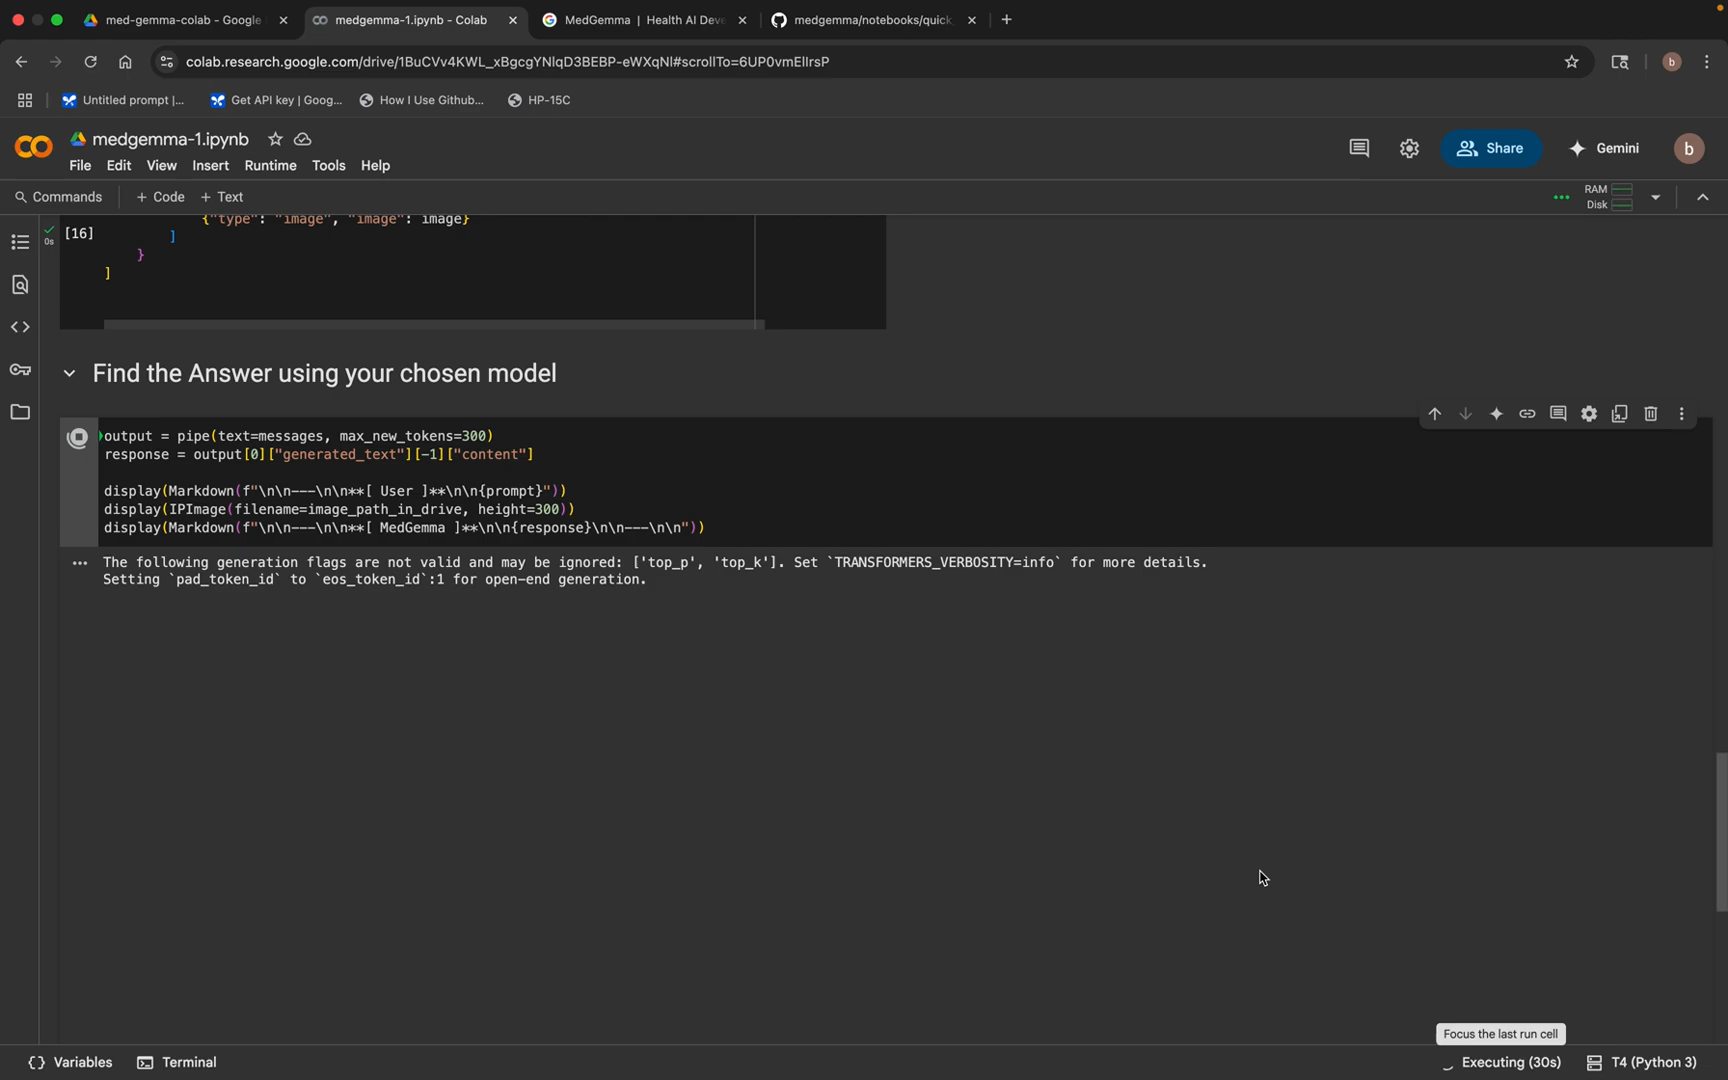 med-gemma-colab - Google
medgemma-1.ipynb - Colab
MedGemma | Health AI Deve
medgemma/notebooks/quick_
colab.research.google.com/drive/1BuCVv4KWL_xBgcgYNlqD3BEBP-eWXqNl#scrollTo=6UP0vmEIlrsP
b
Untitled prompt |...
Get API key | Goog...
How I Use Github...
HP-15C
medgemma-1.ipynb
Share
Gemini
b
File Edit View Insert Runtime Tools Help
Commands
+ Code
+ Text
RAM
Disk
{"type": "image", "image": image}
0s
[16]
]
}
]
Find the Answer using your chosen model
output = pipe(text=messages, max_new_tokens=300)
response = output[0]["generated_text"][-1]["content"]
display(Markdown(f"\n\n---\n\n**[ User ]**\n\n{prompt}"))
display(IPImage(filename=image_path_in_drive, height=300))
display(Markdown(f"\n\n---\n\n**[ MedGemma ]**\n\n{response}\n\n---\n\n"))
The following generation flags are not valid and may be ignored: ['top_p', 'top_k']. Set `TRANSFORMERS_VERBOSITY=info` for more details.
Setting `pad_token_id` to `eos_token_id`:1 for open-end generation.
Focus the last run cell
{} Variables
Terminal
Executing (30s)
T4 (Python 3)